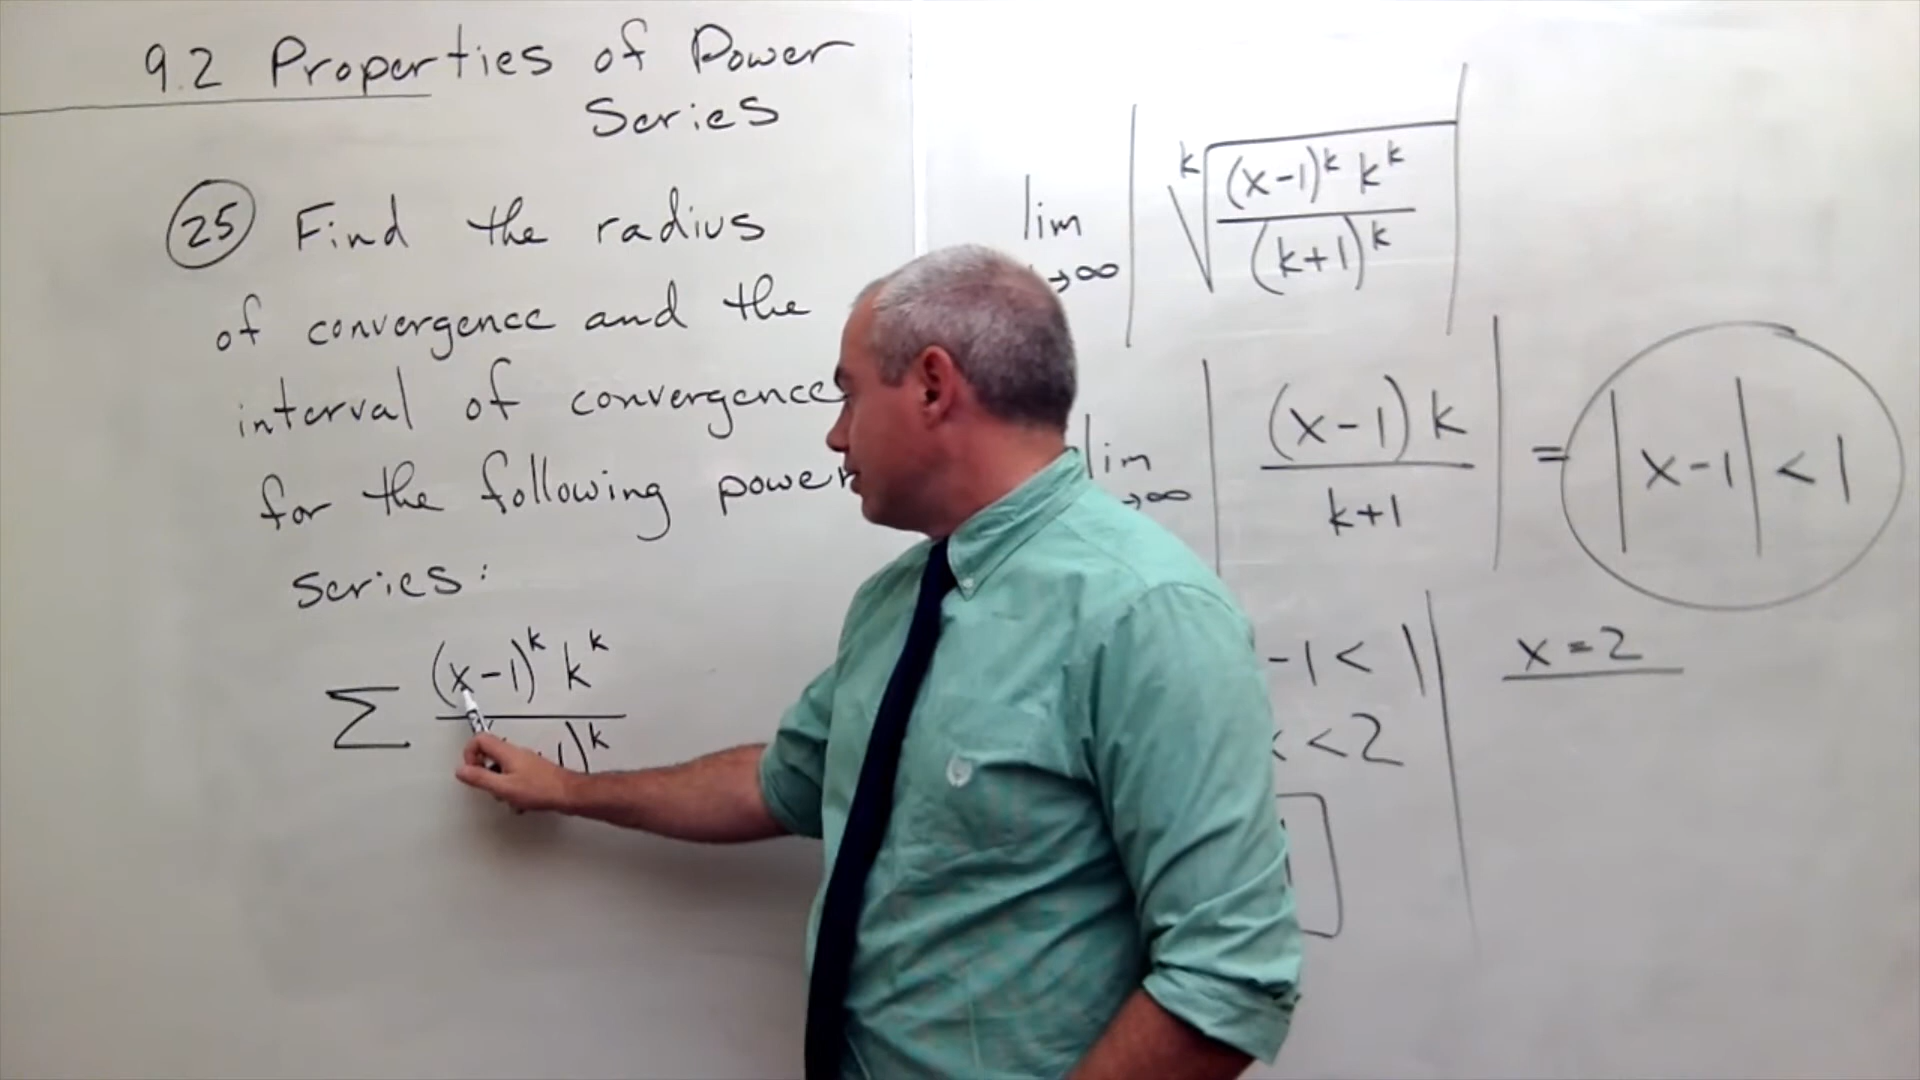 9.2 Properties of Power
Series
25 Find the radius
of convergence and the
interval of convergence
for the following power
series:
∑ (x-1)^k k^k
1)^k
lim
→∞
| k√ (x-1)^k k^k |
(k+1)^k
lim
→∞
| (x-1) k | = | x-1 | < 1
k+1
-1 < 1
x < 2
x = 2